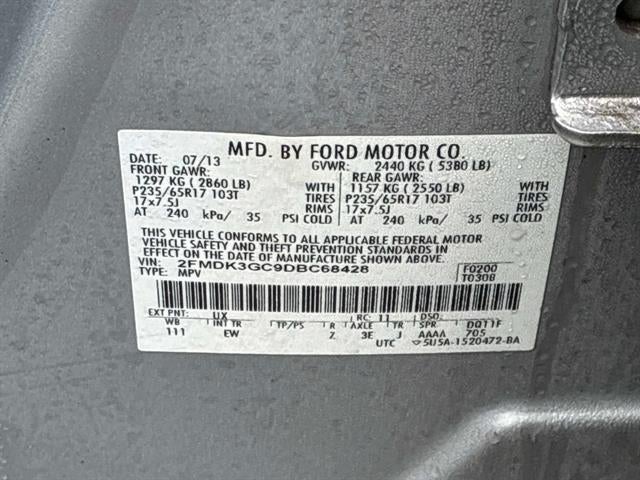 MFD. BY FORD MOTOR CO.
DATE: 07/13 GVWR: 2440 KG ( 5380 LB)
FRONT GAWR: REAR GAWR:
1297 KG ( 2860 LB) WITH 1157 KG ( 2550 LB) WITH
P235/65R17 103T TIRES P235/65R17 103T TIRES
17x7.5J RIMS 17x7.5J RIMS
AT 240 kPa/ 35 PSI COLD AT 240 kPa/ 35 PSI COLD
THIS VEHICLE CONFORMS TO ALL APPLICABLE FEDERAL MOTOR
VEHICLE SAFETY AND THEFT PREVENTION STANDARDS IN
EFFECT ON THE DATE OF MANUFACTURE SHOWN ABOVE.
VIN: 2FMDK3GC9DBC68428 F0200
TYPE: MPV T0308
EXT PNT: UX RC: 11 DSO:
WB INT TR TP/PS R AXLE TR SPR DQ11F
111 EW Z 3E J AAAA 705
UTC 5U5A-1520472-BA